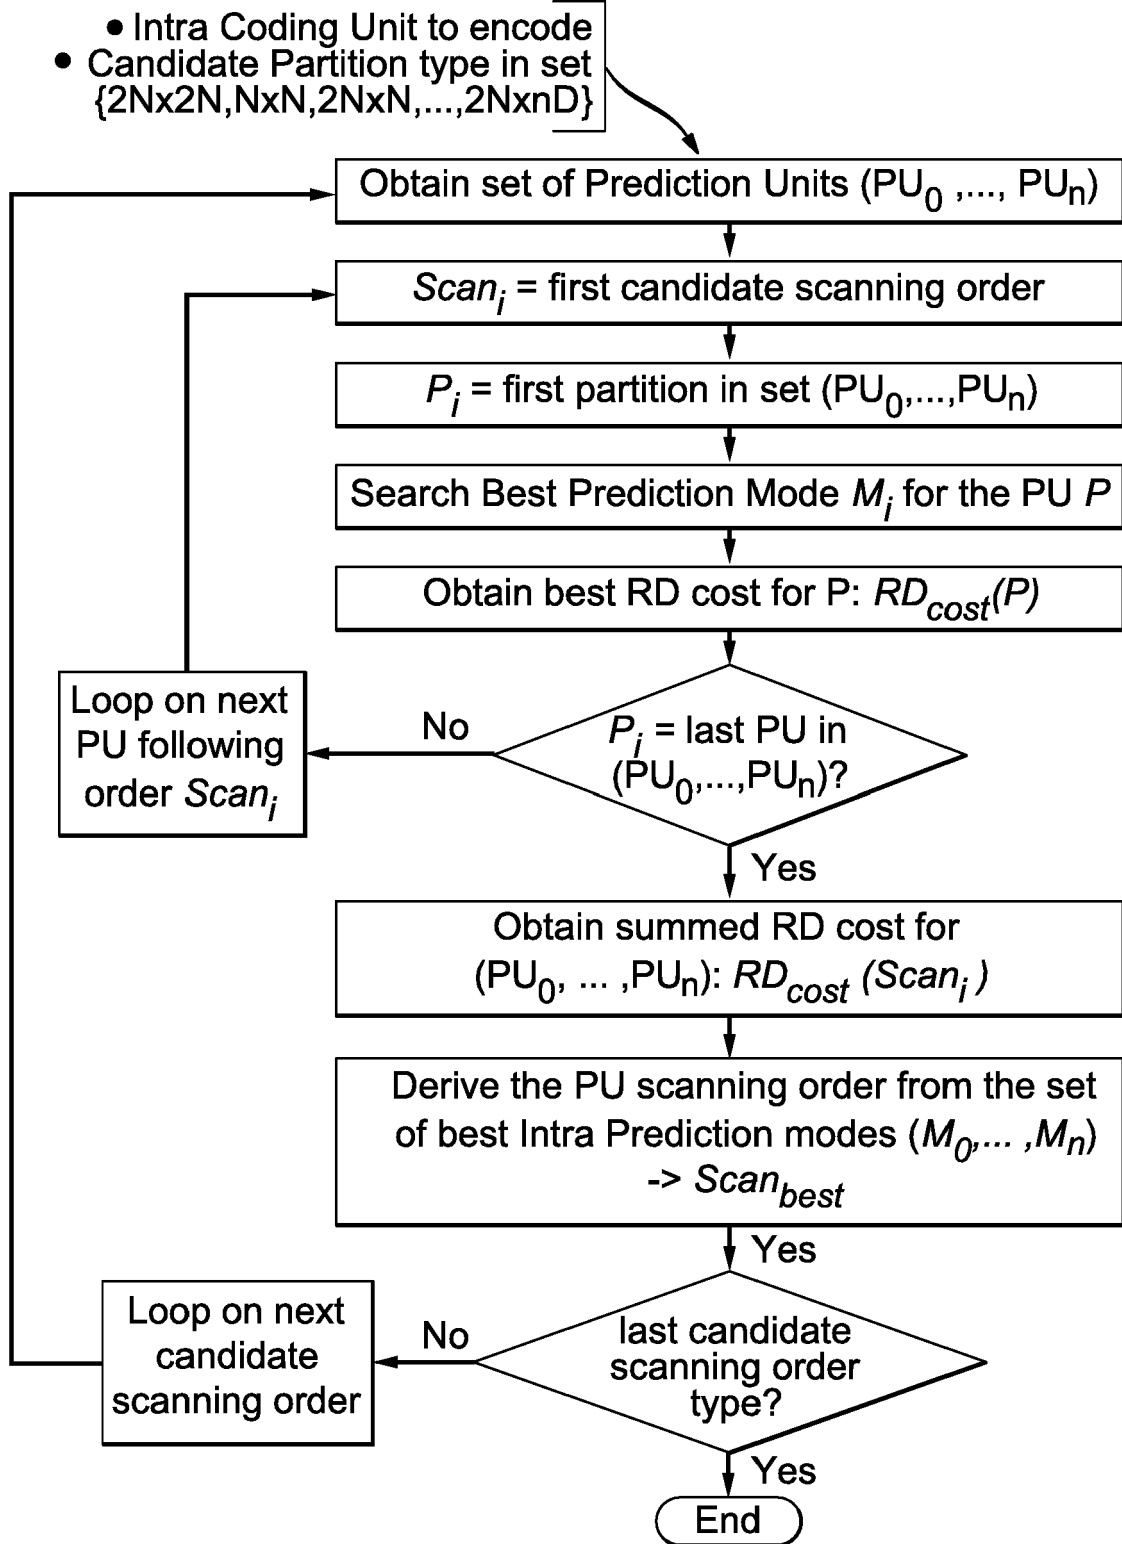 • Intra Coding Unit to encode
• Candidate Partition type in set
{2Nx2N,NxN,2NxN,...,2NxnD}
Obtain set of Prediction Units (PU0 ,..., PUn)
Scani = first candidate scanning order
Pi = first partition in set (PU0,...,PUn)
Search Best Prediction Mode Mi for the PU P
Obtain best RD cost for P: RDcost(P)
Loop on next
PU following
order Scani
No
Pi = last PU in
(PU0,...,PUn)?
Yes
Obtain summed RD cost for
(PU0, ... ,PUn): RDcost (Scani )
Derive the PU scanning order from the set
of best Intra Prediction modes (M0,... ,Mn)
-> Scanbest
Yes
Loop on next
candidate
scanning order
No
last candidate
scanning order
type?
Yes
End